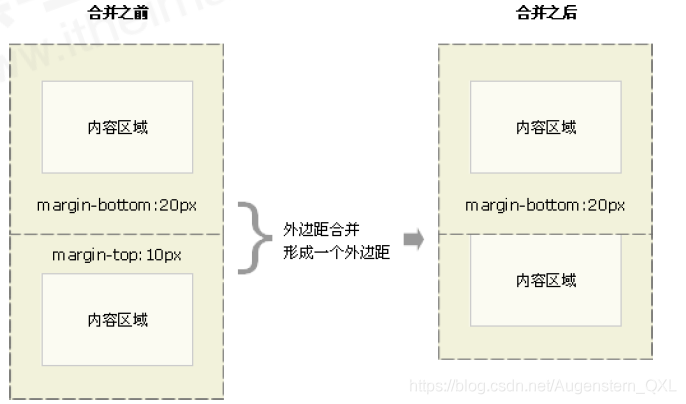 合并之前
合并之后
内容区域
内容区域
margin-bottom:20px
margin-bottom:20px
外边距合并
形成一个外边距
margin-top:10px
内容区域
内容区域
https://blog.csdn.net/Augenstern_QXL